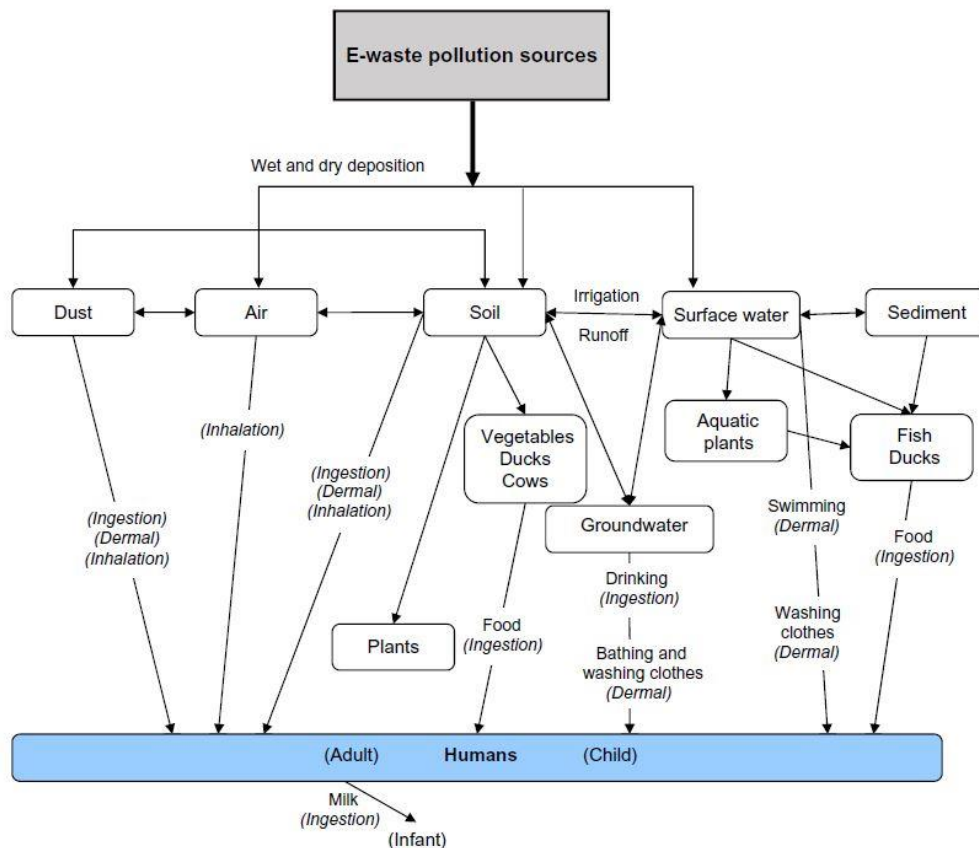 E-waste pollution sources
Wet and dry deposition
Dust
Air
Soil
Irrigation
Runoff
Surface water
Sediment
(Inhalation)
Vegetables
Ducks
Cows
Aquatic
plants
Fish
Ducks
(Ingestion)
(Dermal)
(Inhalation)
(Ingestion)
(Dermal)
(Inhalation)
Groundwater
Swimming
(Dermal)
Food
(Ingestion)
Drinking
(Ingestion)
Plants
Food
(Ingestion)
Bathing and
washing clothes
(Dermal)
Washing
clothes
(Dermal)
(Adult) Humans (Child)
Milk
(Ingestion)
(Infant)